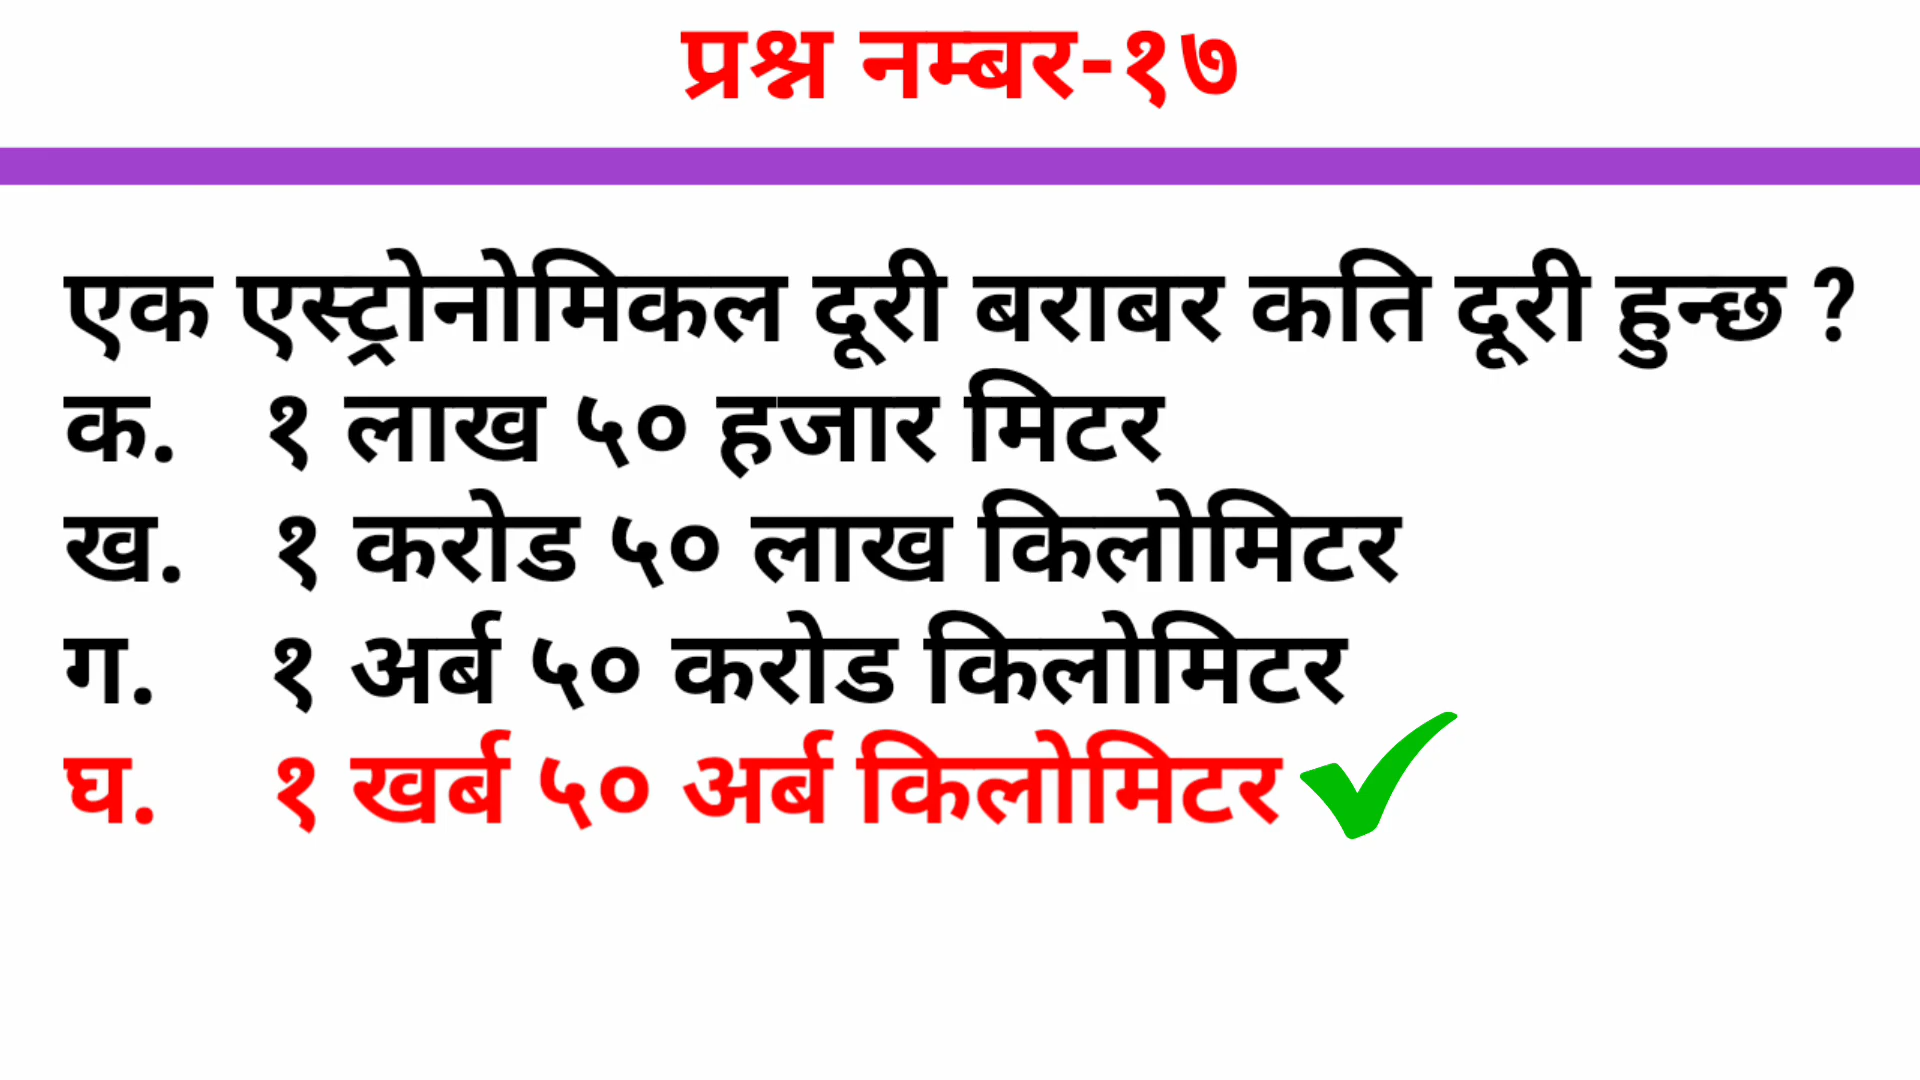 प्रश्न नम्बर-१७
एक एस्ट्रोनोमिकल दूरी बराबर कति दूरी हुन्छ ?
क. १ लाख ५० हजार मिटर
ख. १ करोड ५० लाख किलोमिटर
ग. १ अर्ब ५० करोड किलोमिटर
घ. १ खर्ब ५० अर्ब किलोमिटर